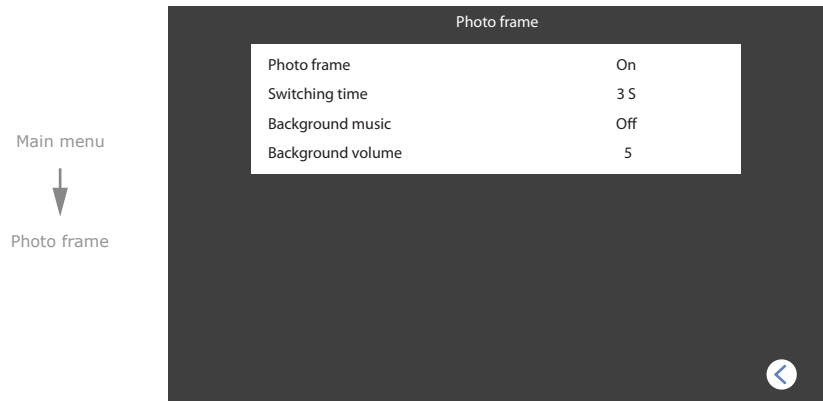 Main menu
Photo frame
Photo frame
Photo frame On
Switching time 3 S
Background music Off
Background volume 5